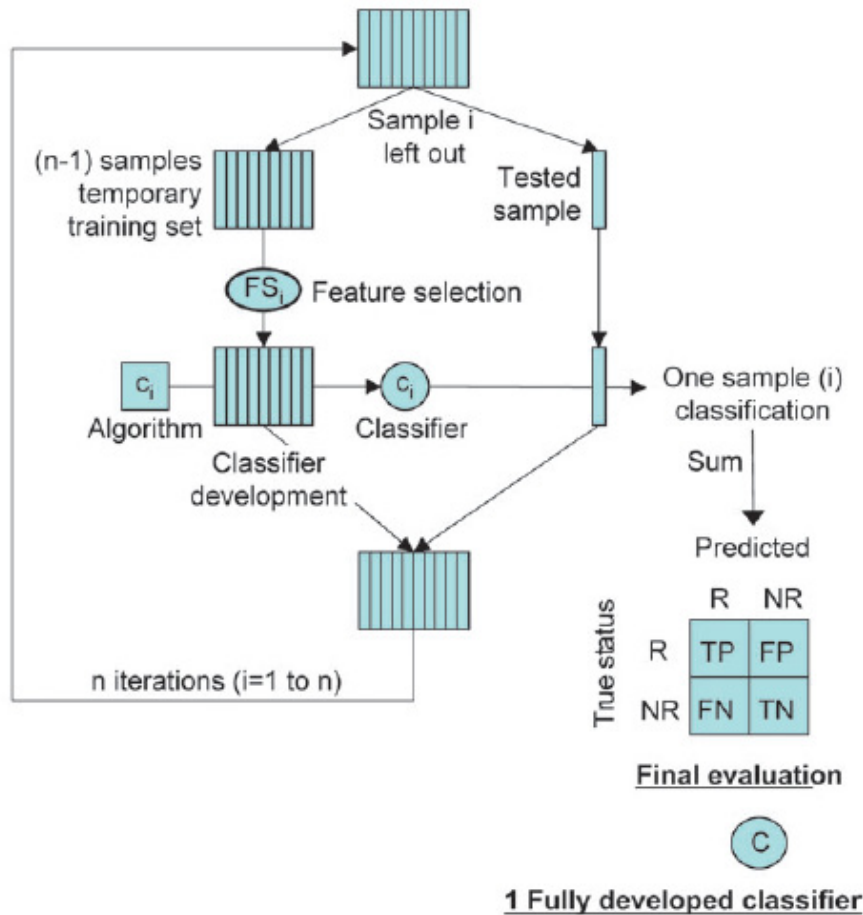 Sample i
left out
(n-1) samples
temporary
training set
Tested
sample
FSi
Feature selection
ci
Algorithm
ci
Classifier
One sample (i)
classification
Classifier
development
Sum
Predicted
R NR
True status
R TP FP
NR FN TN
n iterations (i=1 to n)
Final evaluation
C
1 Fully developed classifier